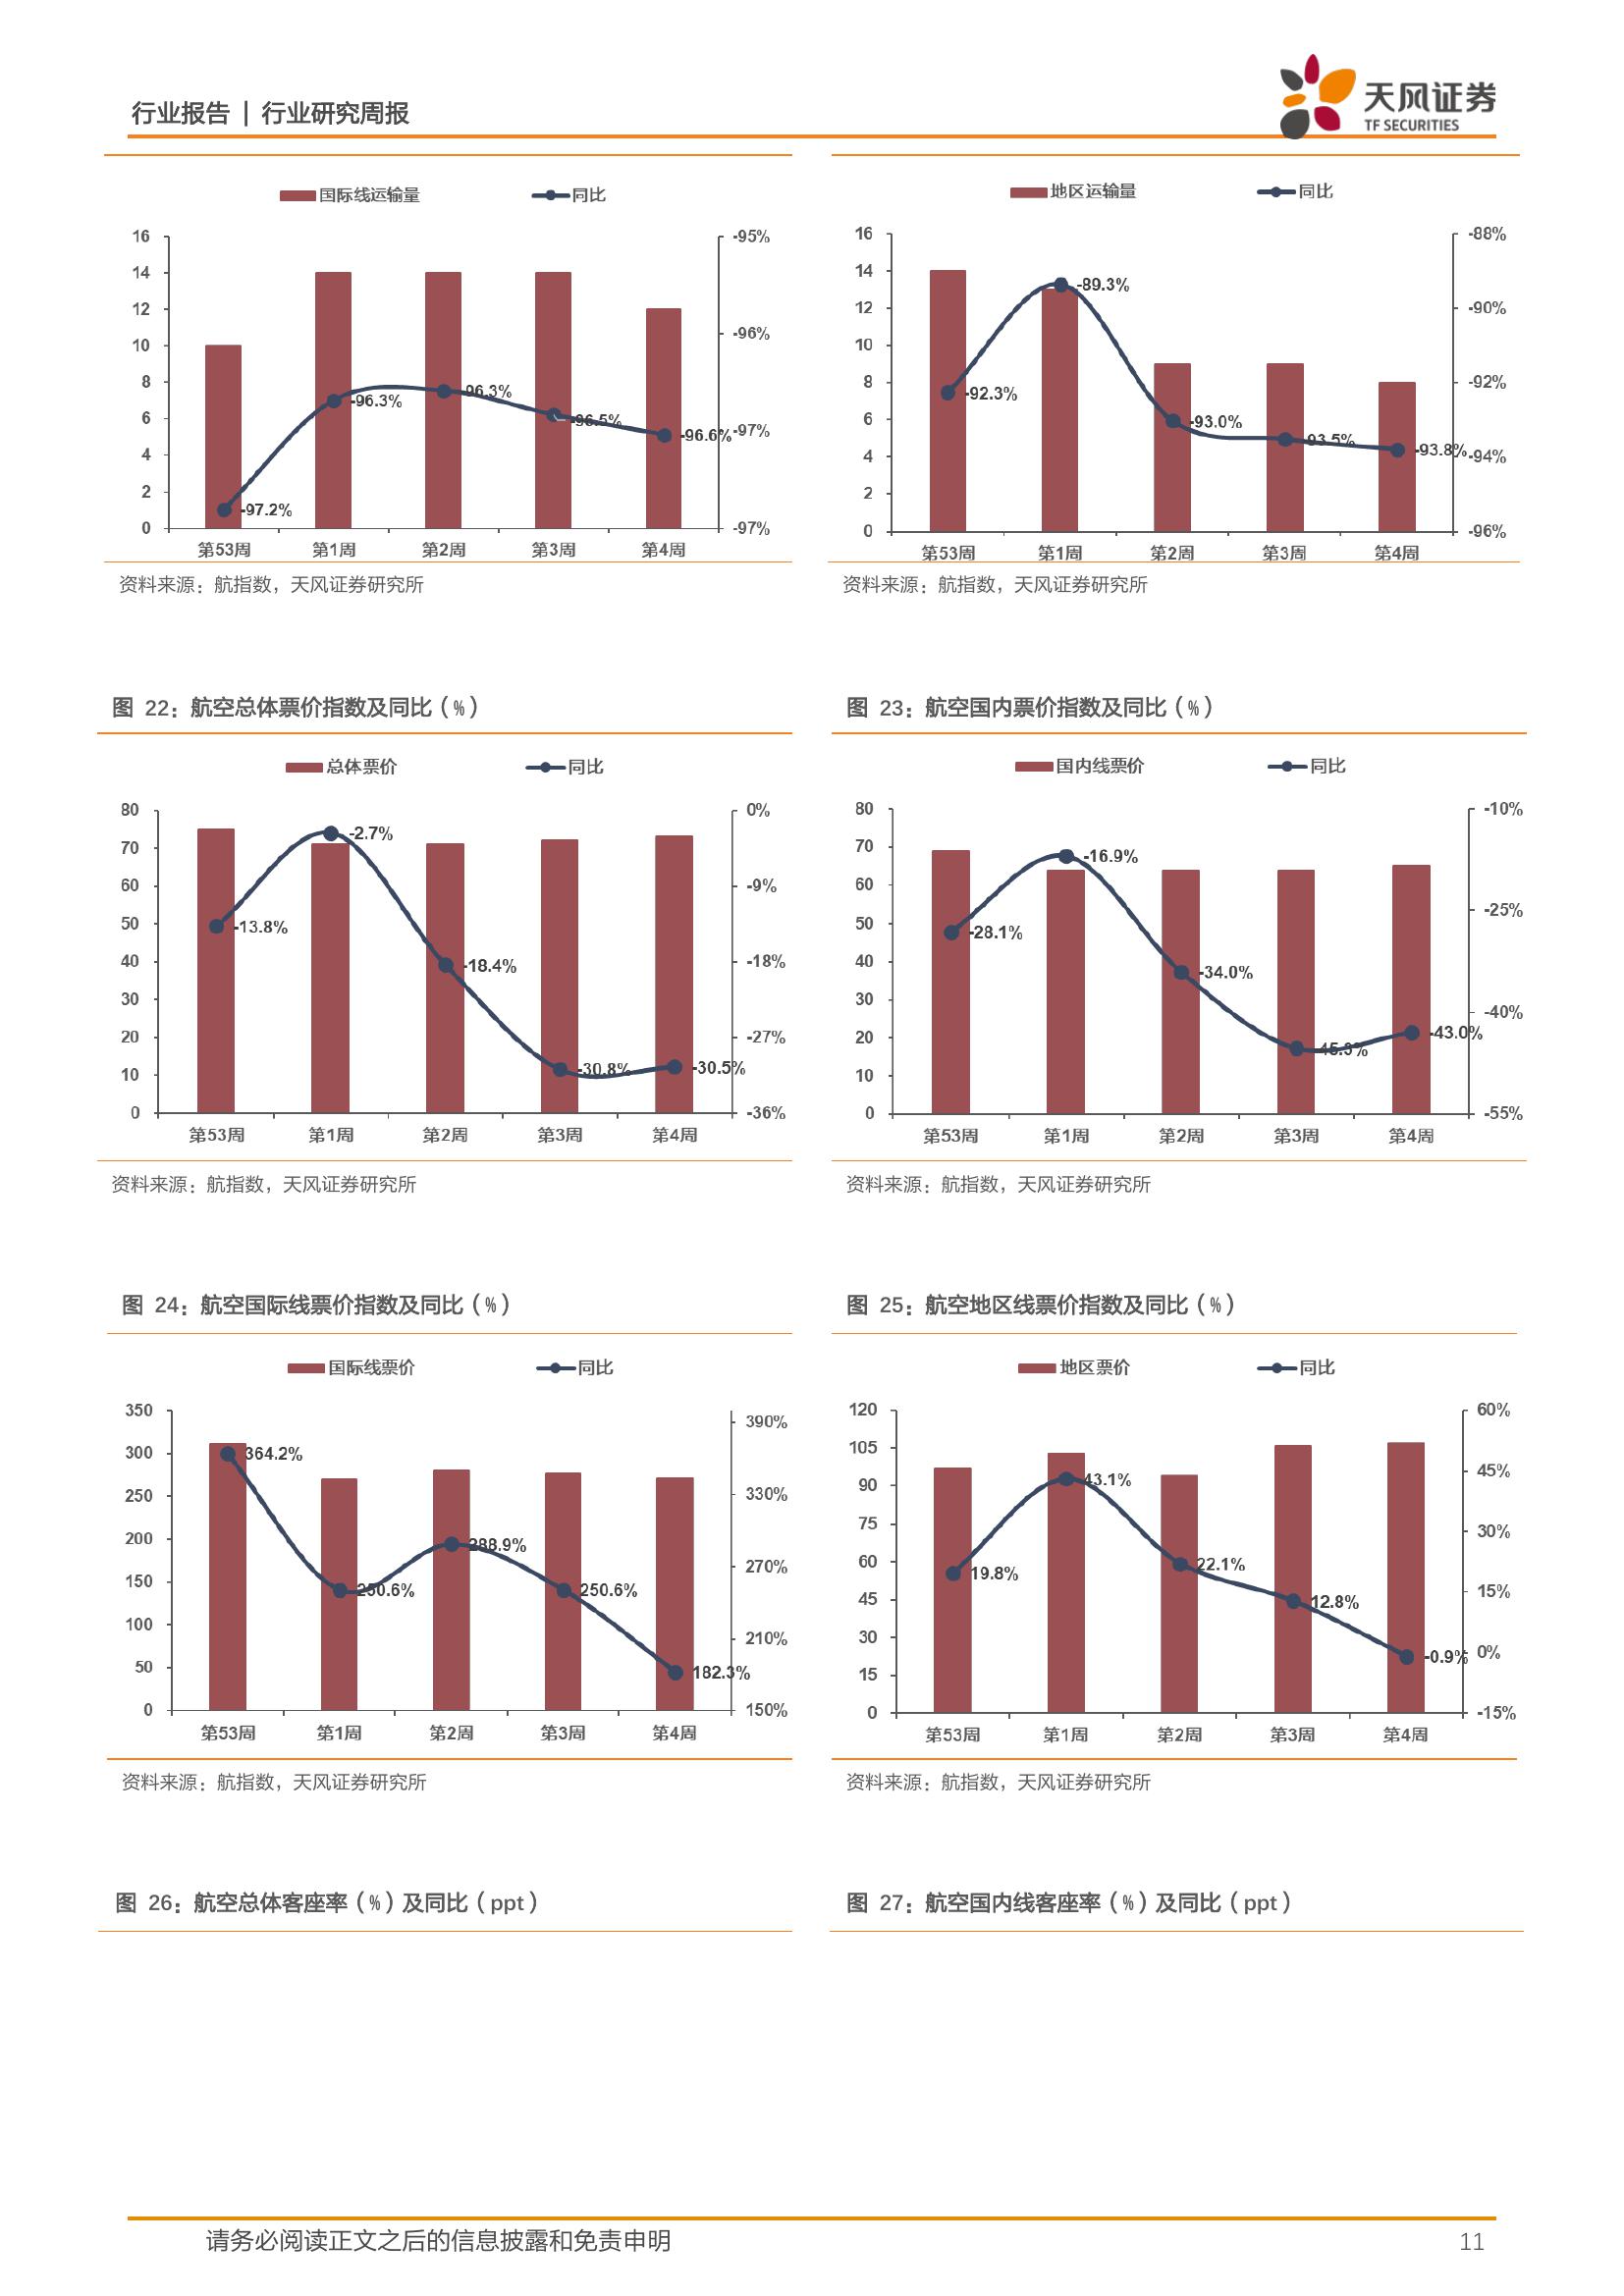 行业报告 | 行业研究周报
天风证券
TF SECURITIES
国际线运输量 同比
16 -95%
14
12 -96%
10
8
6 -97%
4
2
0 -97%
-97.2% -96.3% -96.3% -96.5% -96.6%
第53周 第1周 第2周 第3周 第4周
资料来源：航指数，天风证券研究所
地区运输量 同比
16 -88%
14
12 -90%
10
8 -92%
6
4 -94%
2
0 -96%
-92.3% -89.3% -93.0% -93.5% -93.8%
第53周 第1周 第2周 第3周 第4周
资料来源：航指数，天风证券研究所
图 22：航空总体票价指数及同比（%）
总体票价 同比
80 0%
70
60 -9%
50
40 -18%
30
20 -27%
10
0 -36%
-13.8% -2.7% -18.4% -30.8% -30.5%
第53周 第1周 第2周 第3周 第4周
资料来源：航指数，天风证券研究所
图 23：航空国内票价指数及同比（%）
国内线票价 同比
80 -10%
70
60
50 -25%
40
30 -40%
20
10
0 -55%
-28.1% -16.9% -34.0% -45.3% -43.0%
第53周 第1周 第2周 第3周 第4周
资料来源：航指数，天风证券研究所
图 24：航空国际线票价指数及同比（%）
国际线票价 同比
350 390%
300
250 330%
200
150 270%
100 210%
50
0 150%
364.2% 250.6% 288.9% 250.6% 182.3%
第53周 第1周 第2周 第3周 第4周
资料来源：航指数，天风证券研究所
图 25：航空地区线票价指数及同比（%）
地区票价 同比
120 60%
105
90 45%
75 30%
60
45 15%
30 0%
15
0 -15%
19.8% 43.1% 22.1% 12.8% -0.9%
第53周 第1周 第2周 第3周 第4周
资料来源：航指数，天风证券研究所
图 26：航空总体客座率（%）及同比（ppt）
图 27：航空国内线客座率（%）及同比（ppt）
请务必阅读正文之后的信息披露和免责申明 11